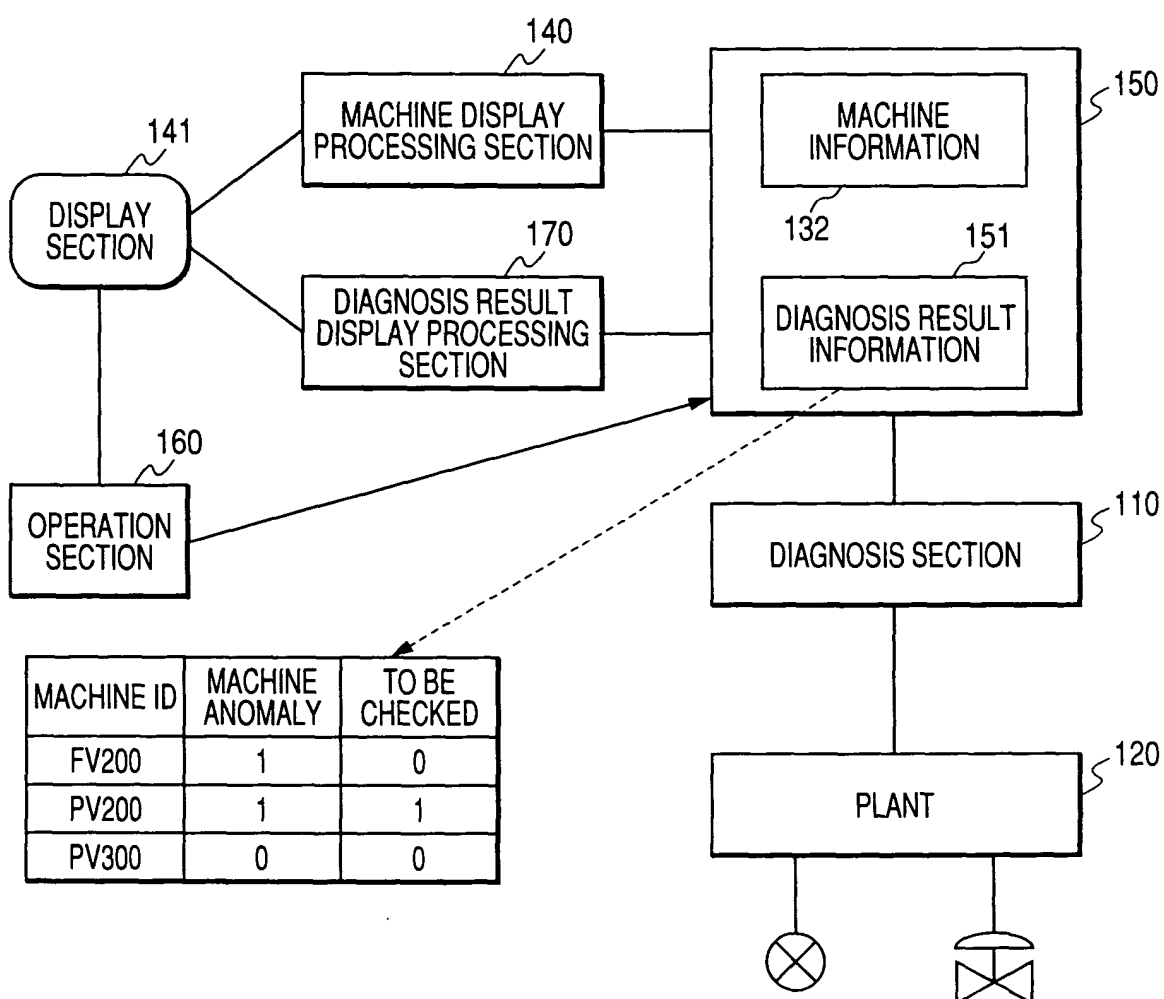 140
MACHINE DISPLAY
PROCESSING SECTION
150
MACHINE
INFORMATION
132
141
DISPLAY
SECTION
170
DIAGNOSIS RESULT
DISPLAY PROCESSING
SECTION
151
DIAGNOSIS RESULT
INFORMATION
160
OPERATION
SECTION
110
DIAGNOSIS SECTION
MACHINE ID
MACHINE
ANOMALY
TO BE
CHECKED
FV200
1
0
PV200
1
1
PV300
0
0
120
PLANT